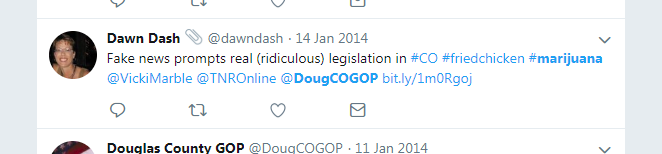 Dawn Dash 📎 @dawndash · 14 Jan 2014
Fake news prompts real (ridiculous) legislation in #CO #friedchicken #marijuana
@VickiMarble @TNROnline @DougCOGOP bit.ly/1m0Rgoj
Douglas County GOP @DougCOGOP · 11 Jan 2014